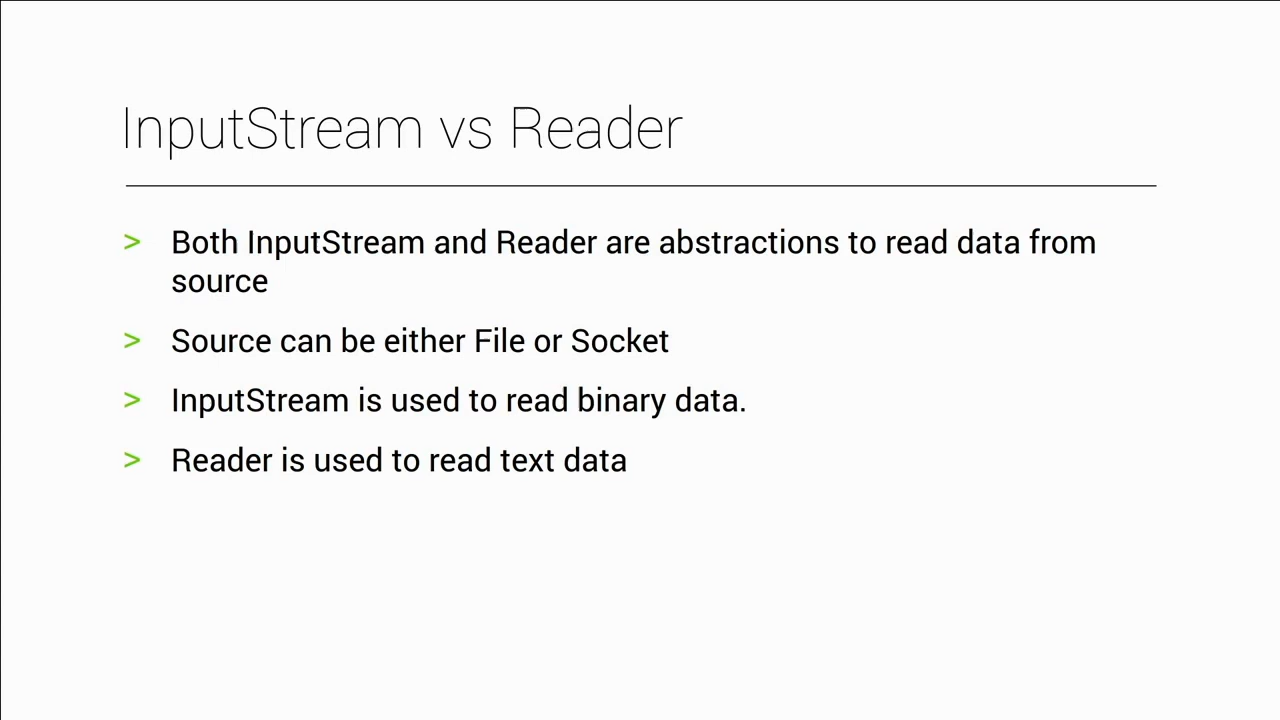 InputStream vs Reader
> Both InputStream and Reader are abstractions to read data from
source
> Source can be either File or Socket
> InputStream is used to read binary data.
> Reader is used to read text data